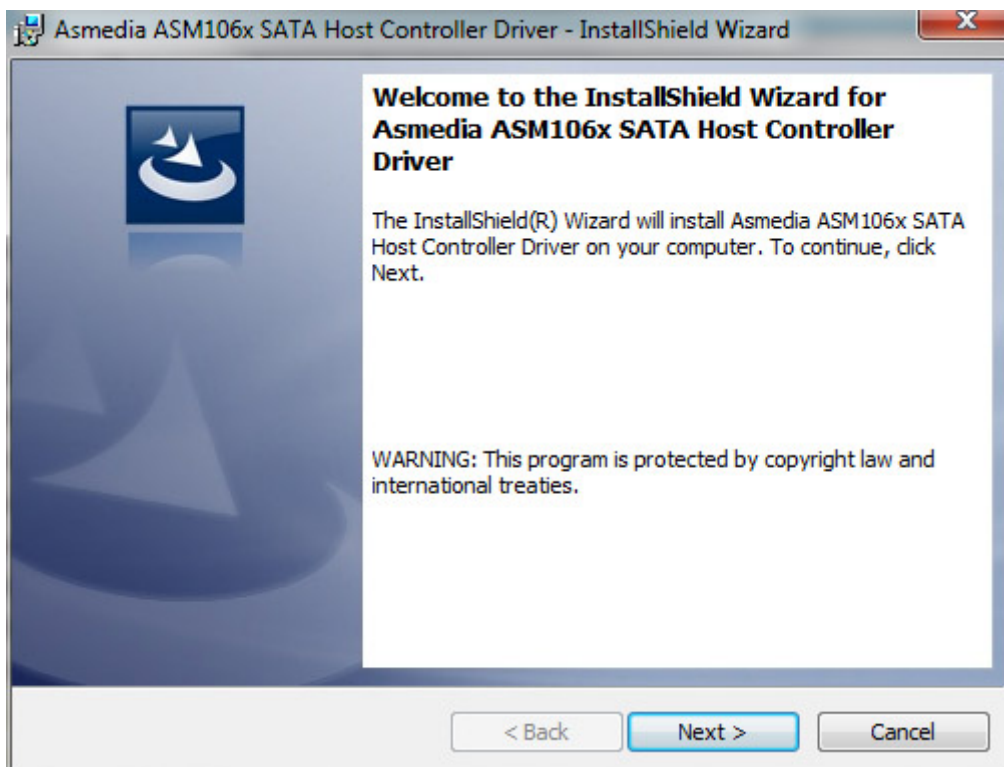 Asmedia ASM106x SATA Host Controller Driver - InstallShield Wizard
Welcome to the InstallShield Wizard for
Asmedia ASM106x SATA Host Controller
Driver
The InstallShield(R) Wizard will install Asmedia ASM106x SATA
Host Controller Driver on your computer. To continue, click
Next.
WARNING: This program is protected by copyright law and
international treaties.
< Back
Next >
Cancel